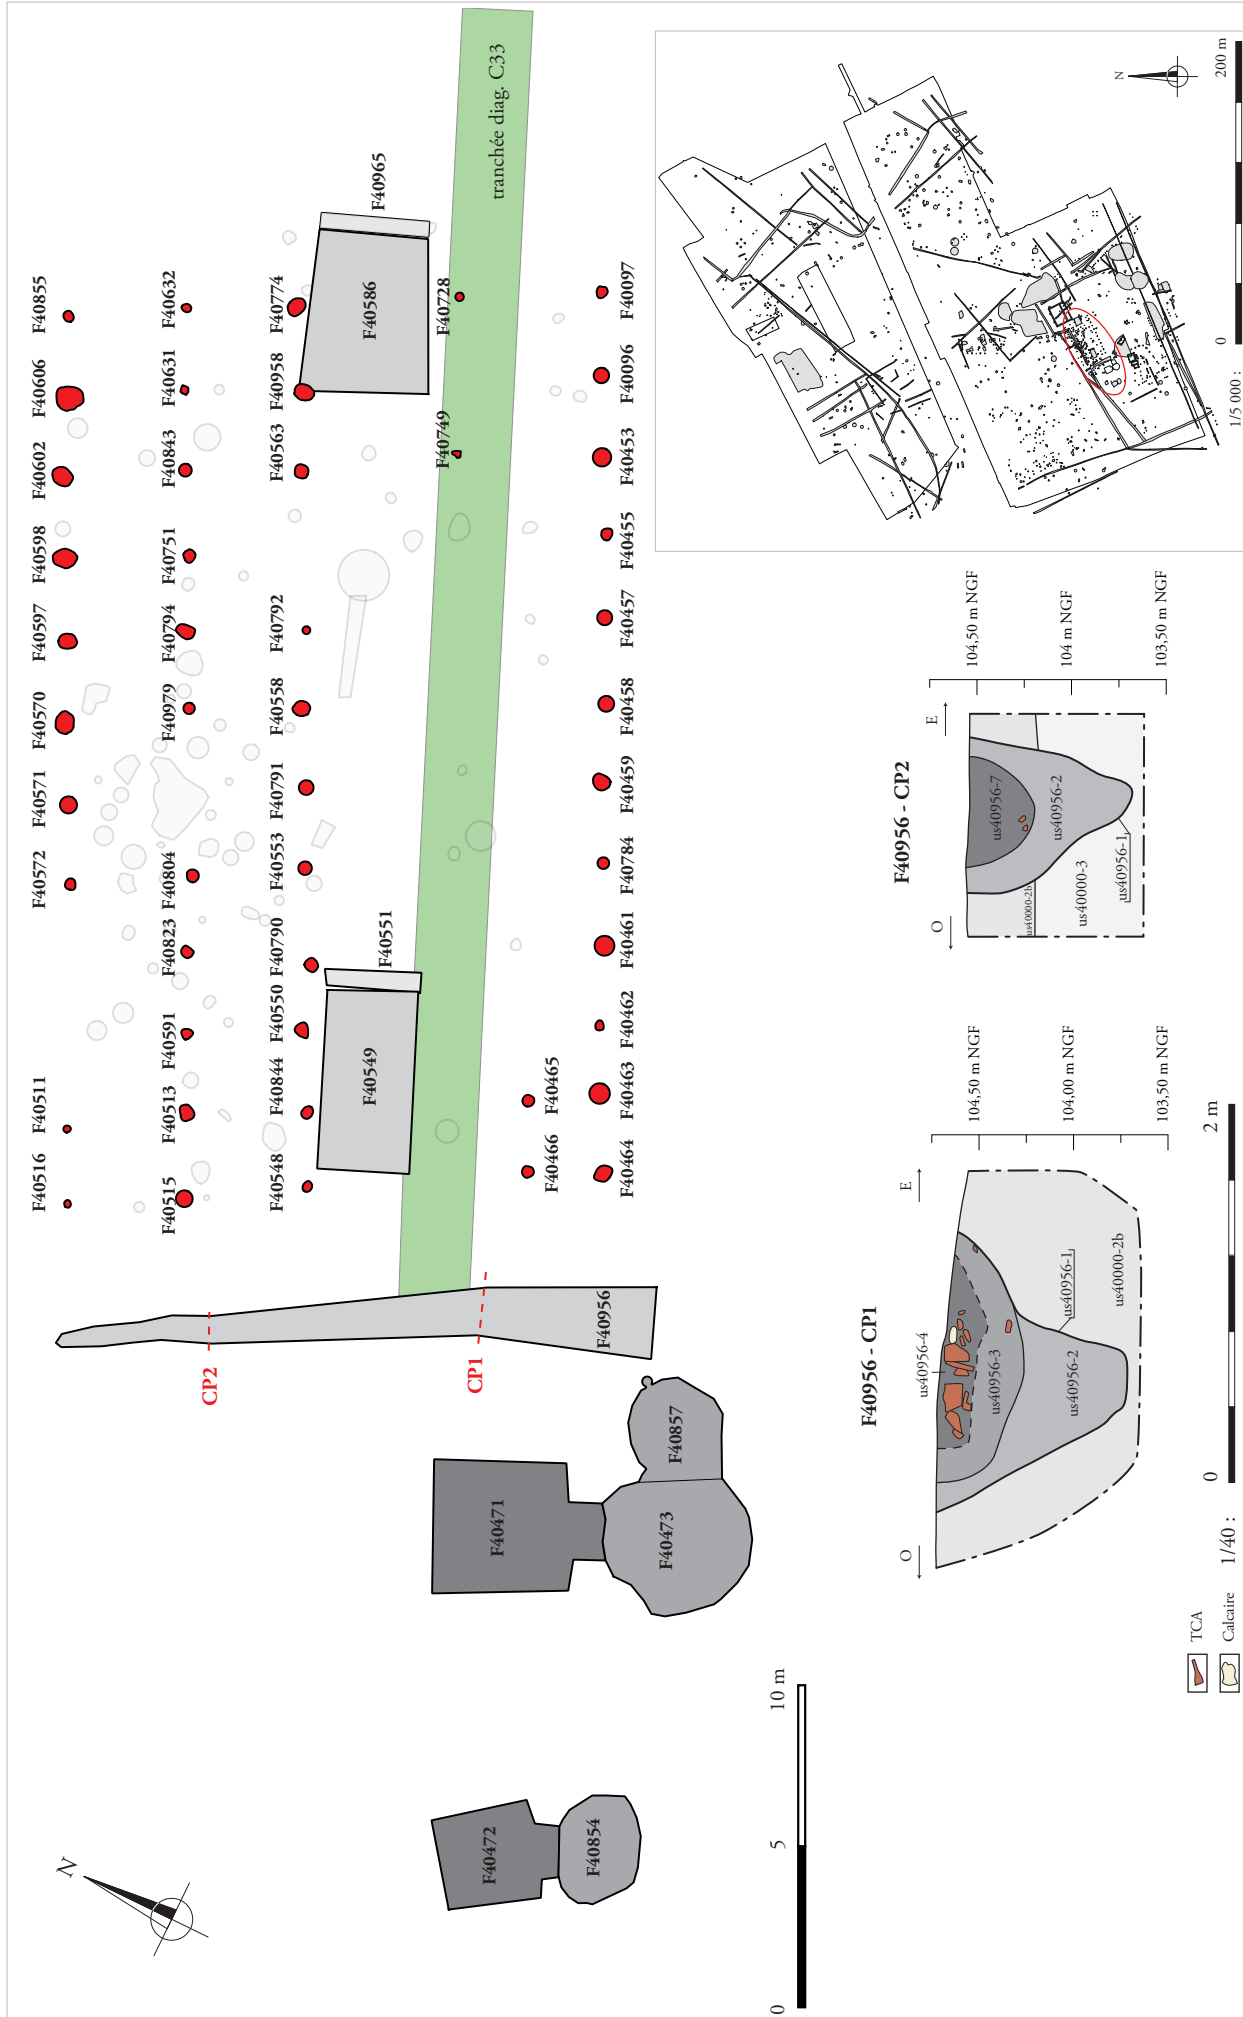 F40516
F40511
F40572
F40571
F40570
F40597
F40598
F40602
F40606
F40855
F40515
F40513
F40591
F40823
F40804
F40979
F40794
F40751
F40843
F40631
F40632
F40548
F40844
F40550
F40790
F40553
F40791
F40558
F40792
F40563
F40958
F40774
F40549
F40551
F40586
F40965
F40749
F40728
tranchée diag. C33
F40466
F40465
F40464
F40463
F40462
F40461
F40784
F40459
F40458
F40457
F40455
F40453
F40096
F40097
CP2
CP1
F40956
F40471
F40473
F40857
F40472
F40854
N
0
5
10 m
F40956 - CP1
O
E
us40956-4
us40956-3
us40956-2
us40956-1
us40000-2b
104,50 m NGF
104,00 m NGF
103,50 m NGF
F40956 - CP2
O
E
us40956-7
us40956-2
us40000-2b
us40000-3
us40956-1
104,50 m NGF
104 m NGF
103,50 m NGF
TCA
Calcaire
1/40 :
0
2 m
N
1/5 000 :
0
200 m